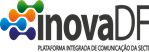 inovaDF
PLATAFORMA INTEGRADA DE COMUNICAÇÃO DA SECTI